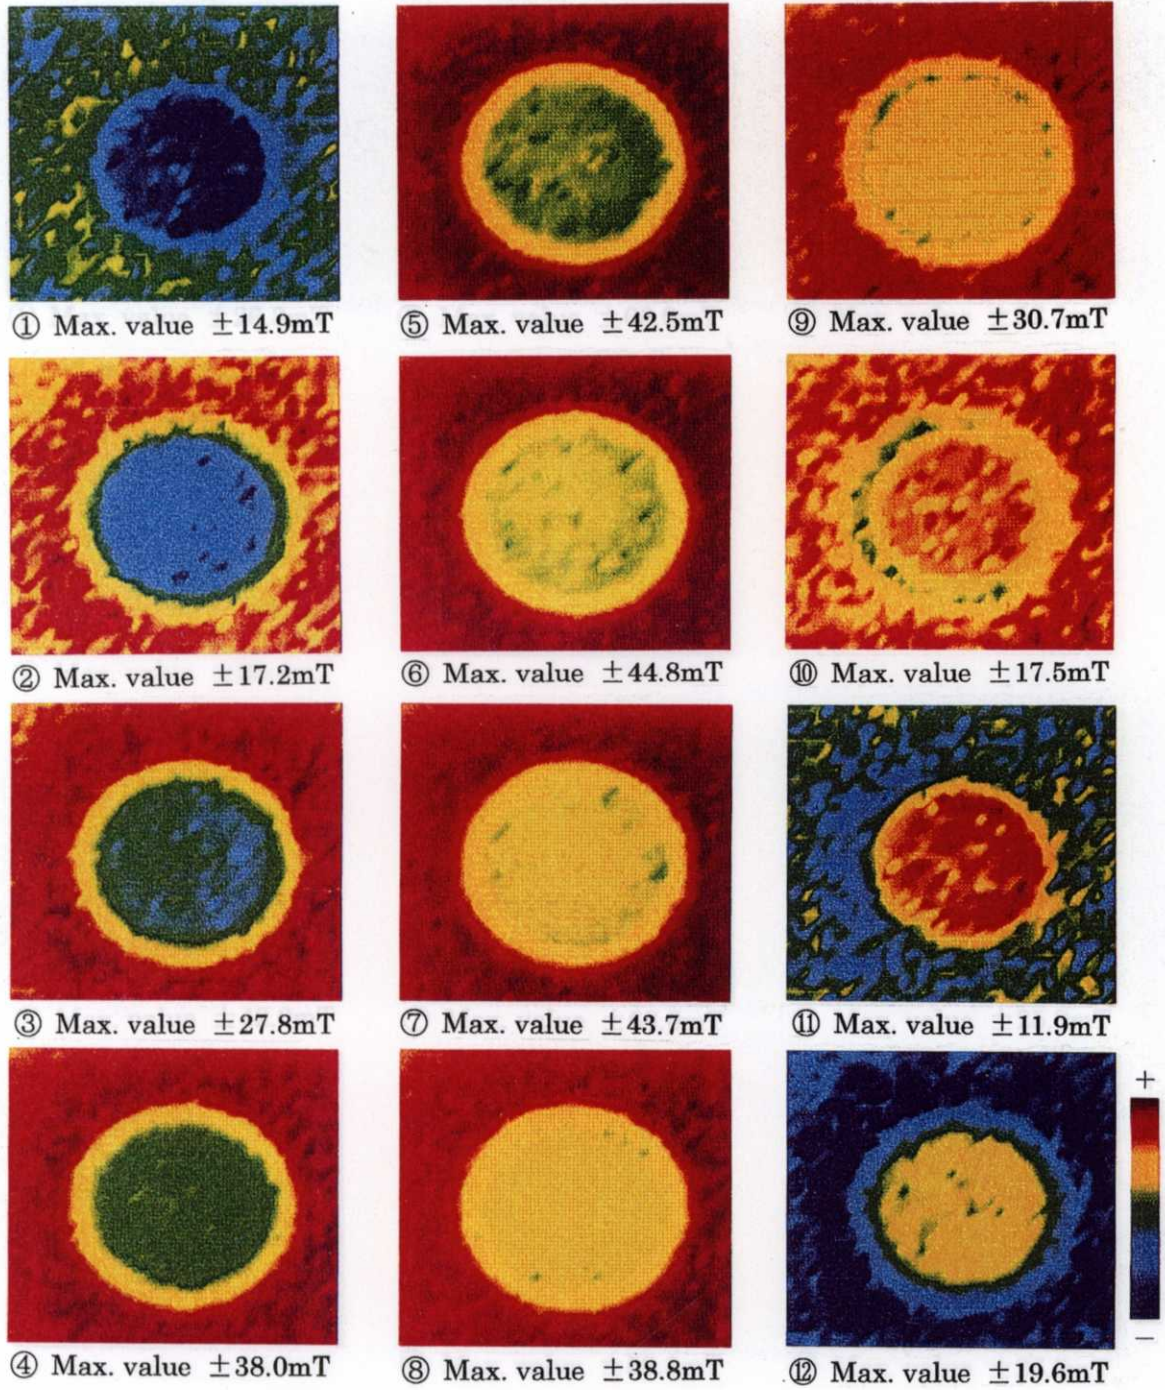 ① Max. value ±14.9mT
② Max. value ±17.2mT
③ Max. value ±27.8mT
④ Max. value ±38.0mT
⑤ Max. value ±42.5mT
⑥ Max. value ±44.8mT
⑦ Max. value ±43.7mT
⑧ Max. value ±38.8mT
⑨ Max. value ±30.7mT
⑩ Max. value ±17.5mT
⑪ Max. value ±11.9mT
⑫ Max. value ±19.6mT
+
−